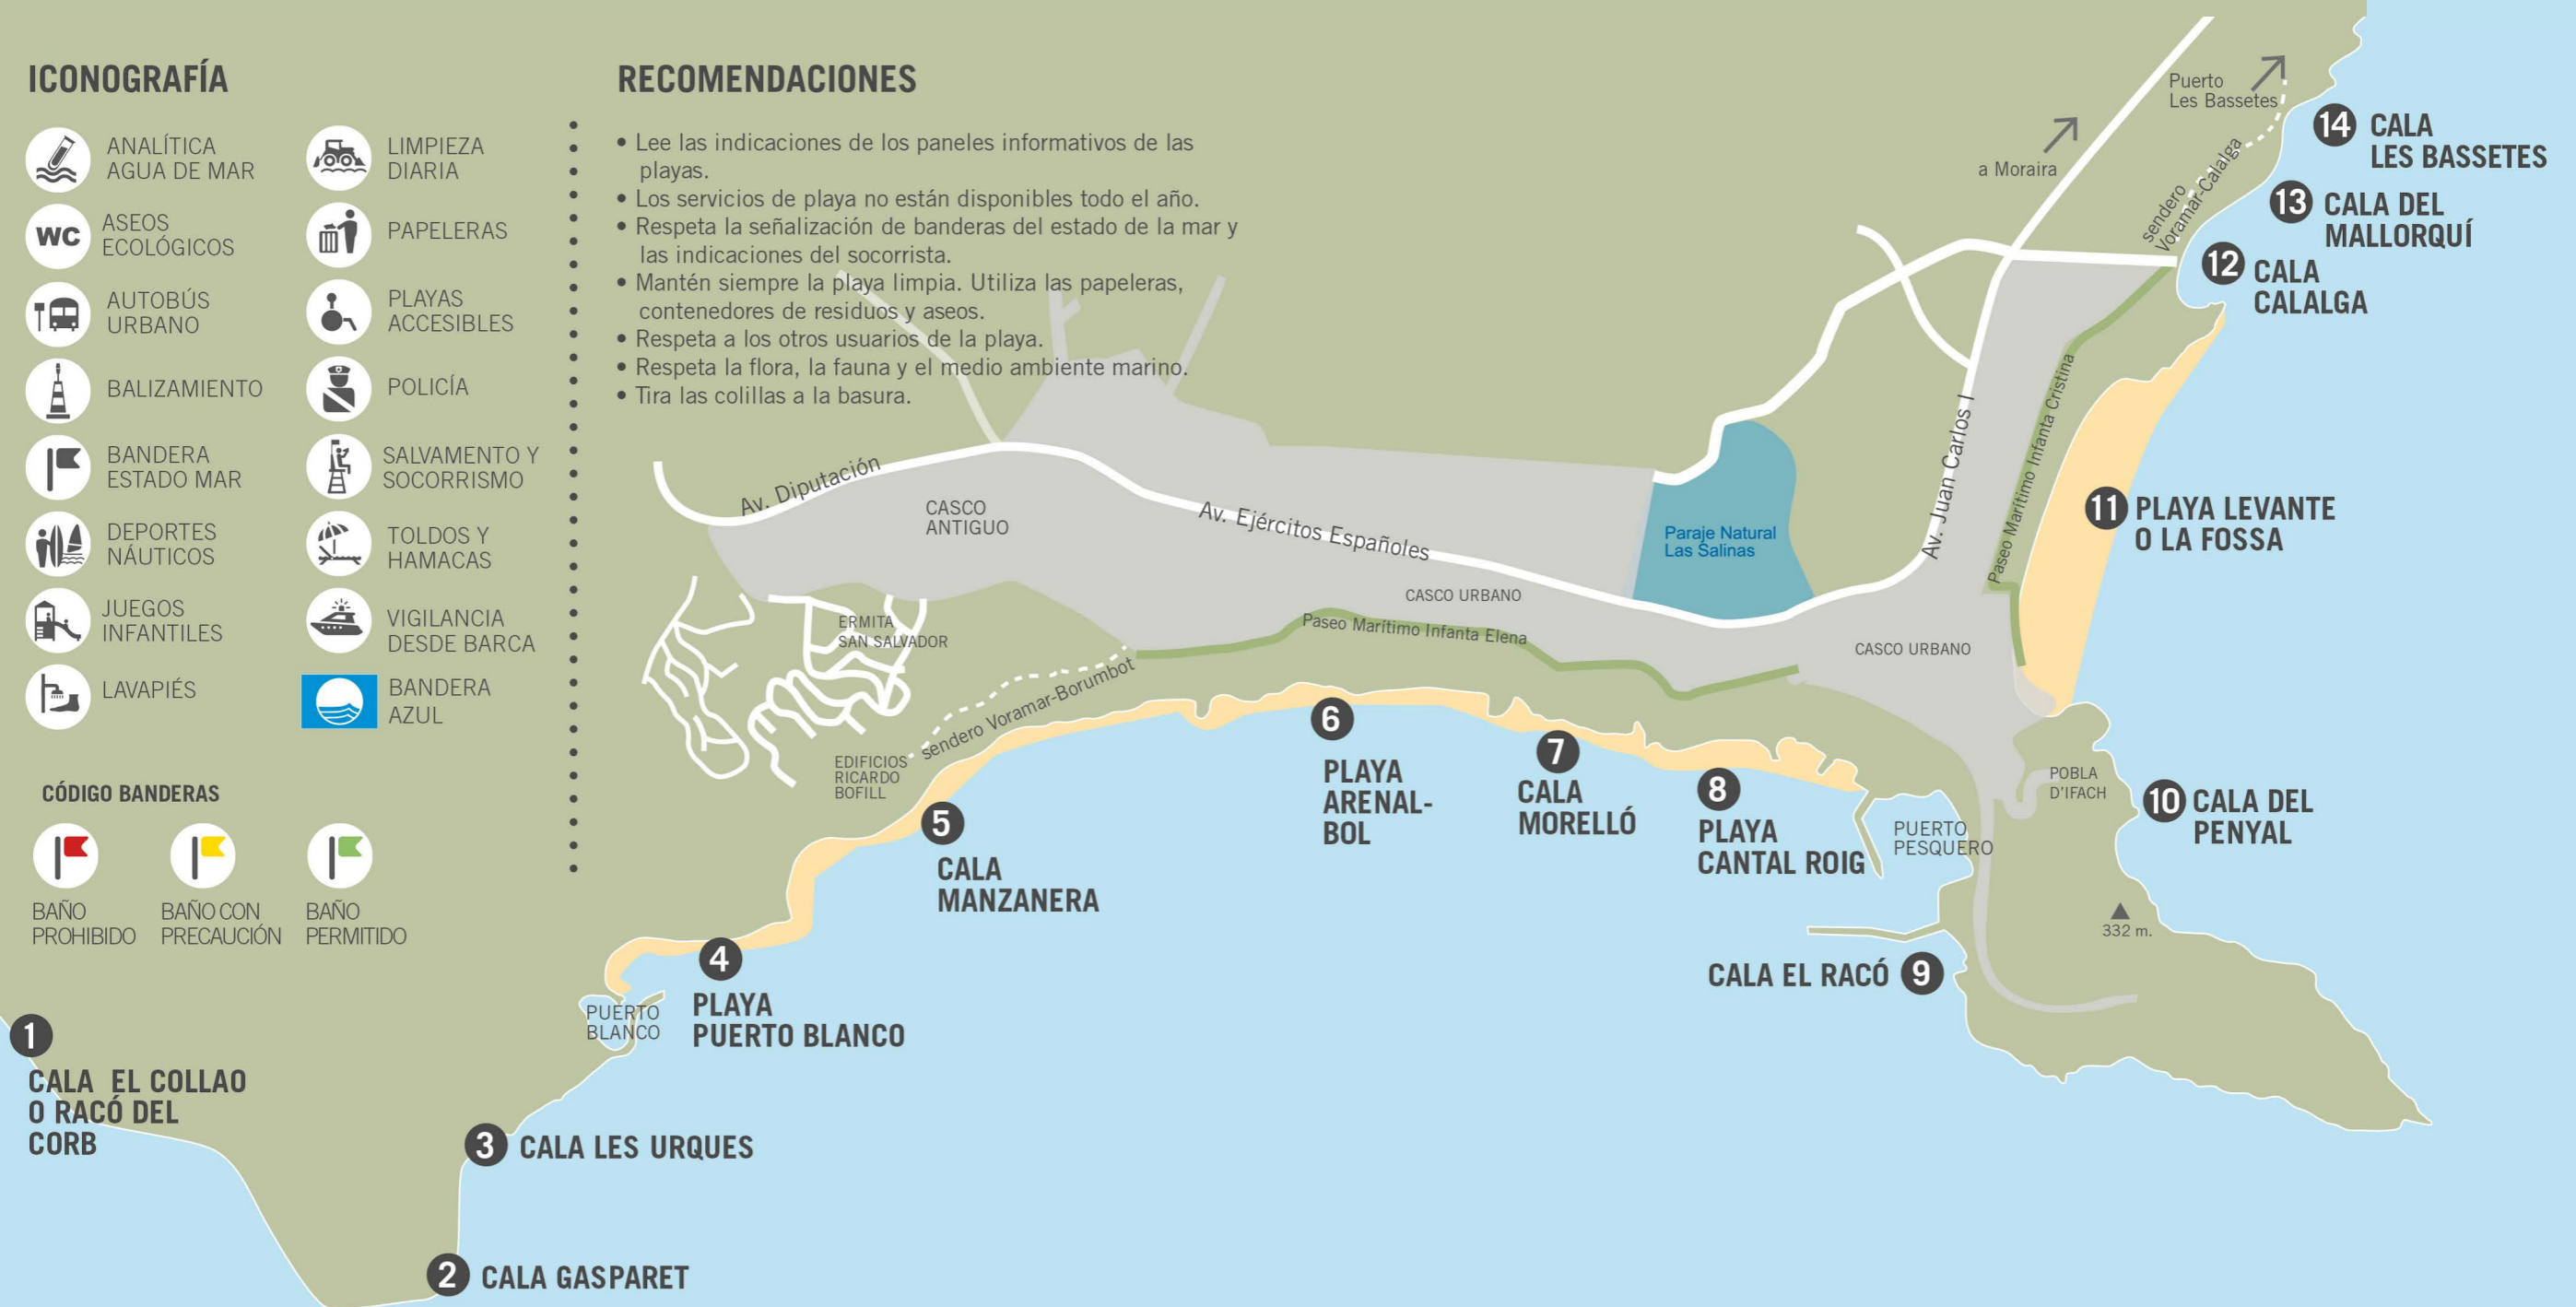 ICONOGRAFÍA
ANALÍTICA
AGUA DE MAR
WC
ASEOS
ECOLÓGICOS
AUTOBÚS
URBANO
BALIZAMIENTO
BANDERA
ESTADO MAR
DEPORTES
NÁUTICOS
JUEGOS
INFANTILES
LAVAPIÉS
LIMPIEZA
DIARIA
PAPELERAS
PLAYAS
ACCESIBLES
POLICÍA
SALVAMENTO Y
SOCORRISMO
TOLDOS Y
HAMACAS
VIGILANCIA
DESDE BARCA
BANDERA
AZUL
CÓDIGO BANDERAS
BAÑO
PROHIBIDO
BAÑO CON
PRECAUCIÓN
BAÑO
PERMITIDO
RECOMENDACIONES
• Lee las indicaciones de los paneles informativos de las
playas.
• Los servicios de playa no están disponibles todo el año.
• Respeta la señalización de banderas del estado de la mar y
las indicaciones del socorrista.
• Mantén siempre la playa limpia. Utiliza las papeleras,
contenedores de residuos y aseos.
• Respeta a los otros usuarios de la playa.
• Respeta la flora, la fauna y el medio ambiente marino.
• Tira las colillas a la basura.
Puerto
Les Bassetes
a Moraira
sendero
Voramar-Calalga
14 CALA
LES BASSETES
13 CALA DEL
MALLORQUÍ
12 CALA
CALALGA
Av. Juan Carlos I
Paseo Marítimo Infanta Cristina
11 PLAYA LEVANTE
O LA FOSSA
Av. Diputación
CASCO
ANTIGUO
Av. Ejércitos Españoles
Paraje Natural
Las Salinas
CASCO URBANO
Paseo Marítimo Infanta Elena
CASCO URBANO
ERMITA
SAN SALVADOR
sendero Voramar-Borumbot
EDIFICIOS
RICARDO
BOFILL
6
PLAYA
ARENAL-
BOL
7
CALA
MORELLÓ
8
PLAYA
CANTAL ROIG
PUERTO
PESQUERO
POBLA
D'IFACH
10 CALA DEL
PENYAL
332 m.
5
CALA
MANZANERA
CALA EL RACÓ 9
4
PLAYA
PUERTO BLANCO
PUERTO
BLANCO
1
CALA EL COLLAO
O RACÓ DEL
CORB
3 CALA LES URQUES
2 CALA GASPARET